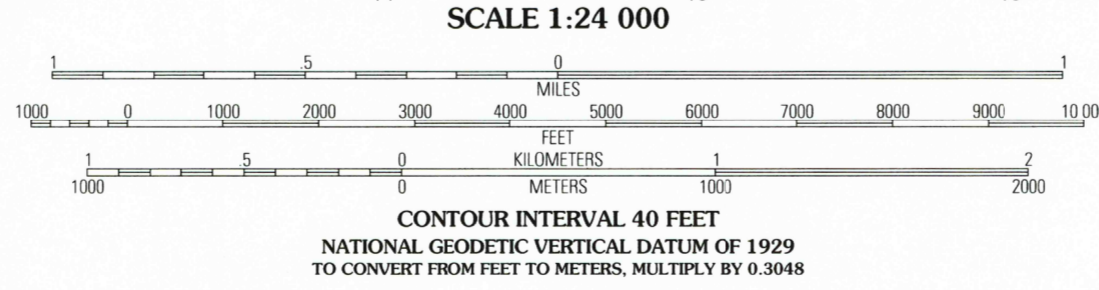 SCALE 1:24 000
1 .5 0 1
MILES
1000 0 1000 2000 3000 4000 5000 6000 7000 8000 9000 10 00
FEET
1 .5 0 KILOMETERS 1 2
1000 0 METERS 1000 2000
CONTOUR INTERVAL 40 FEET
NATIONAL GEODETIC VERTICAL DATUM OF 1929
TO CONVERT FROM FEET TO METERS, MULTIPLY BY 0.3048